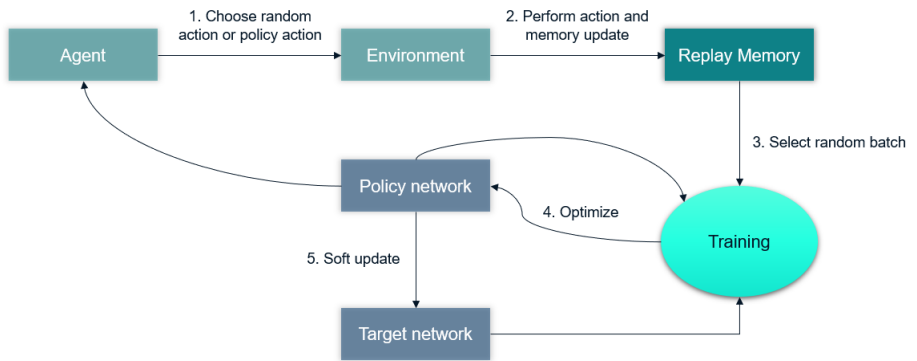 1. Choose random
action or policy action
2. Perform action and
memory update
Agent
Environment
Replay Memory
3. Select random batch
Policy network
4. Optimize
Training
5. Soft update
Target network